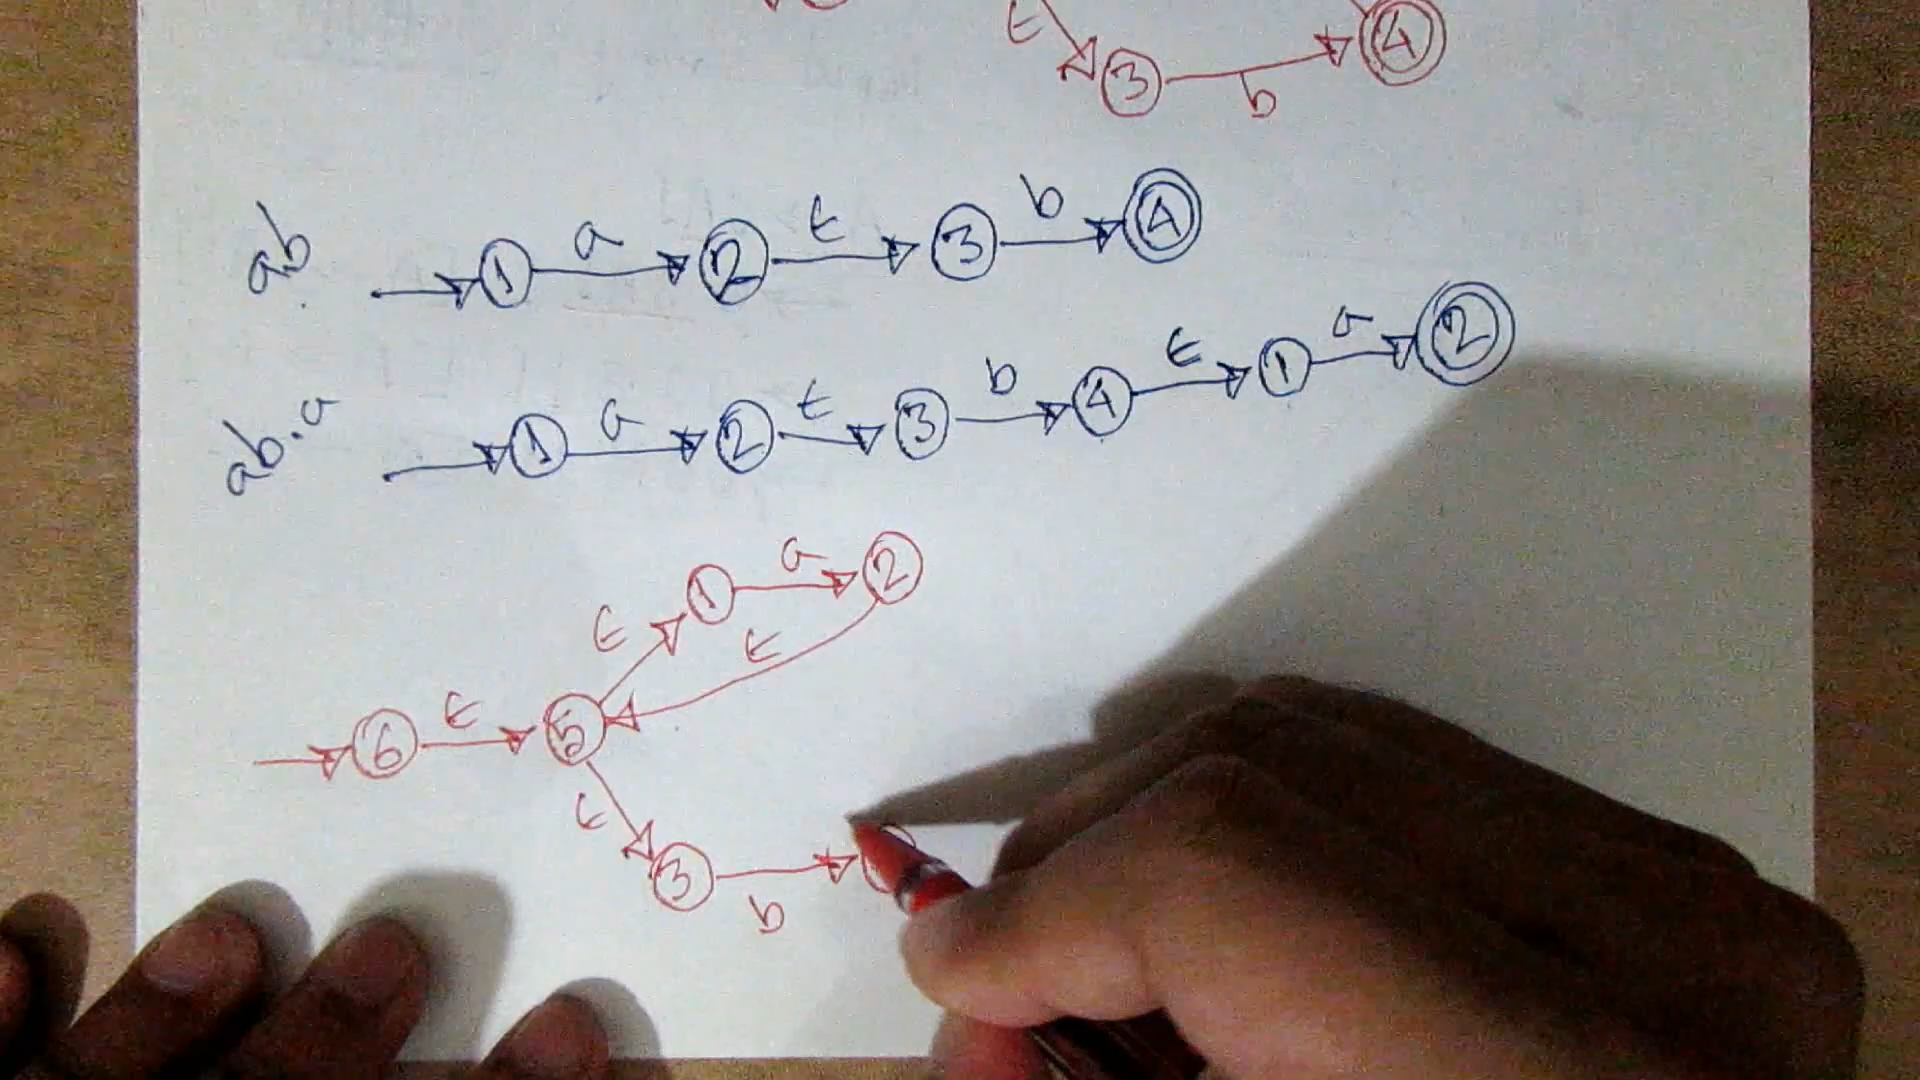 ε 3 b 4
ab 1 a 2 ε 3 b 4
ab.a 1 a 2 ε 3 b 4 ε 1 a 2
1 a 2
ε ε
6 ε 5
ε
3 b